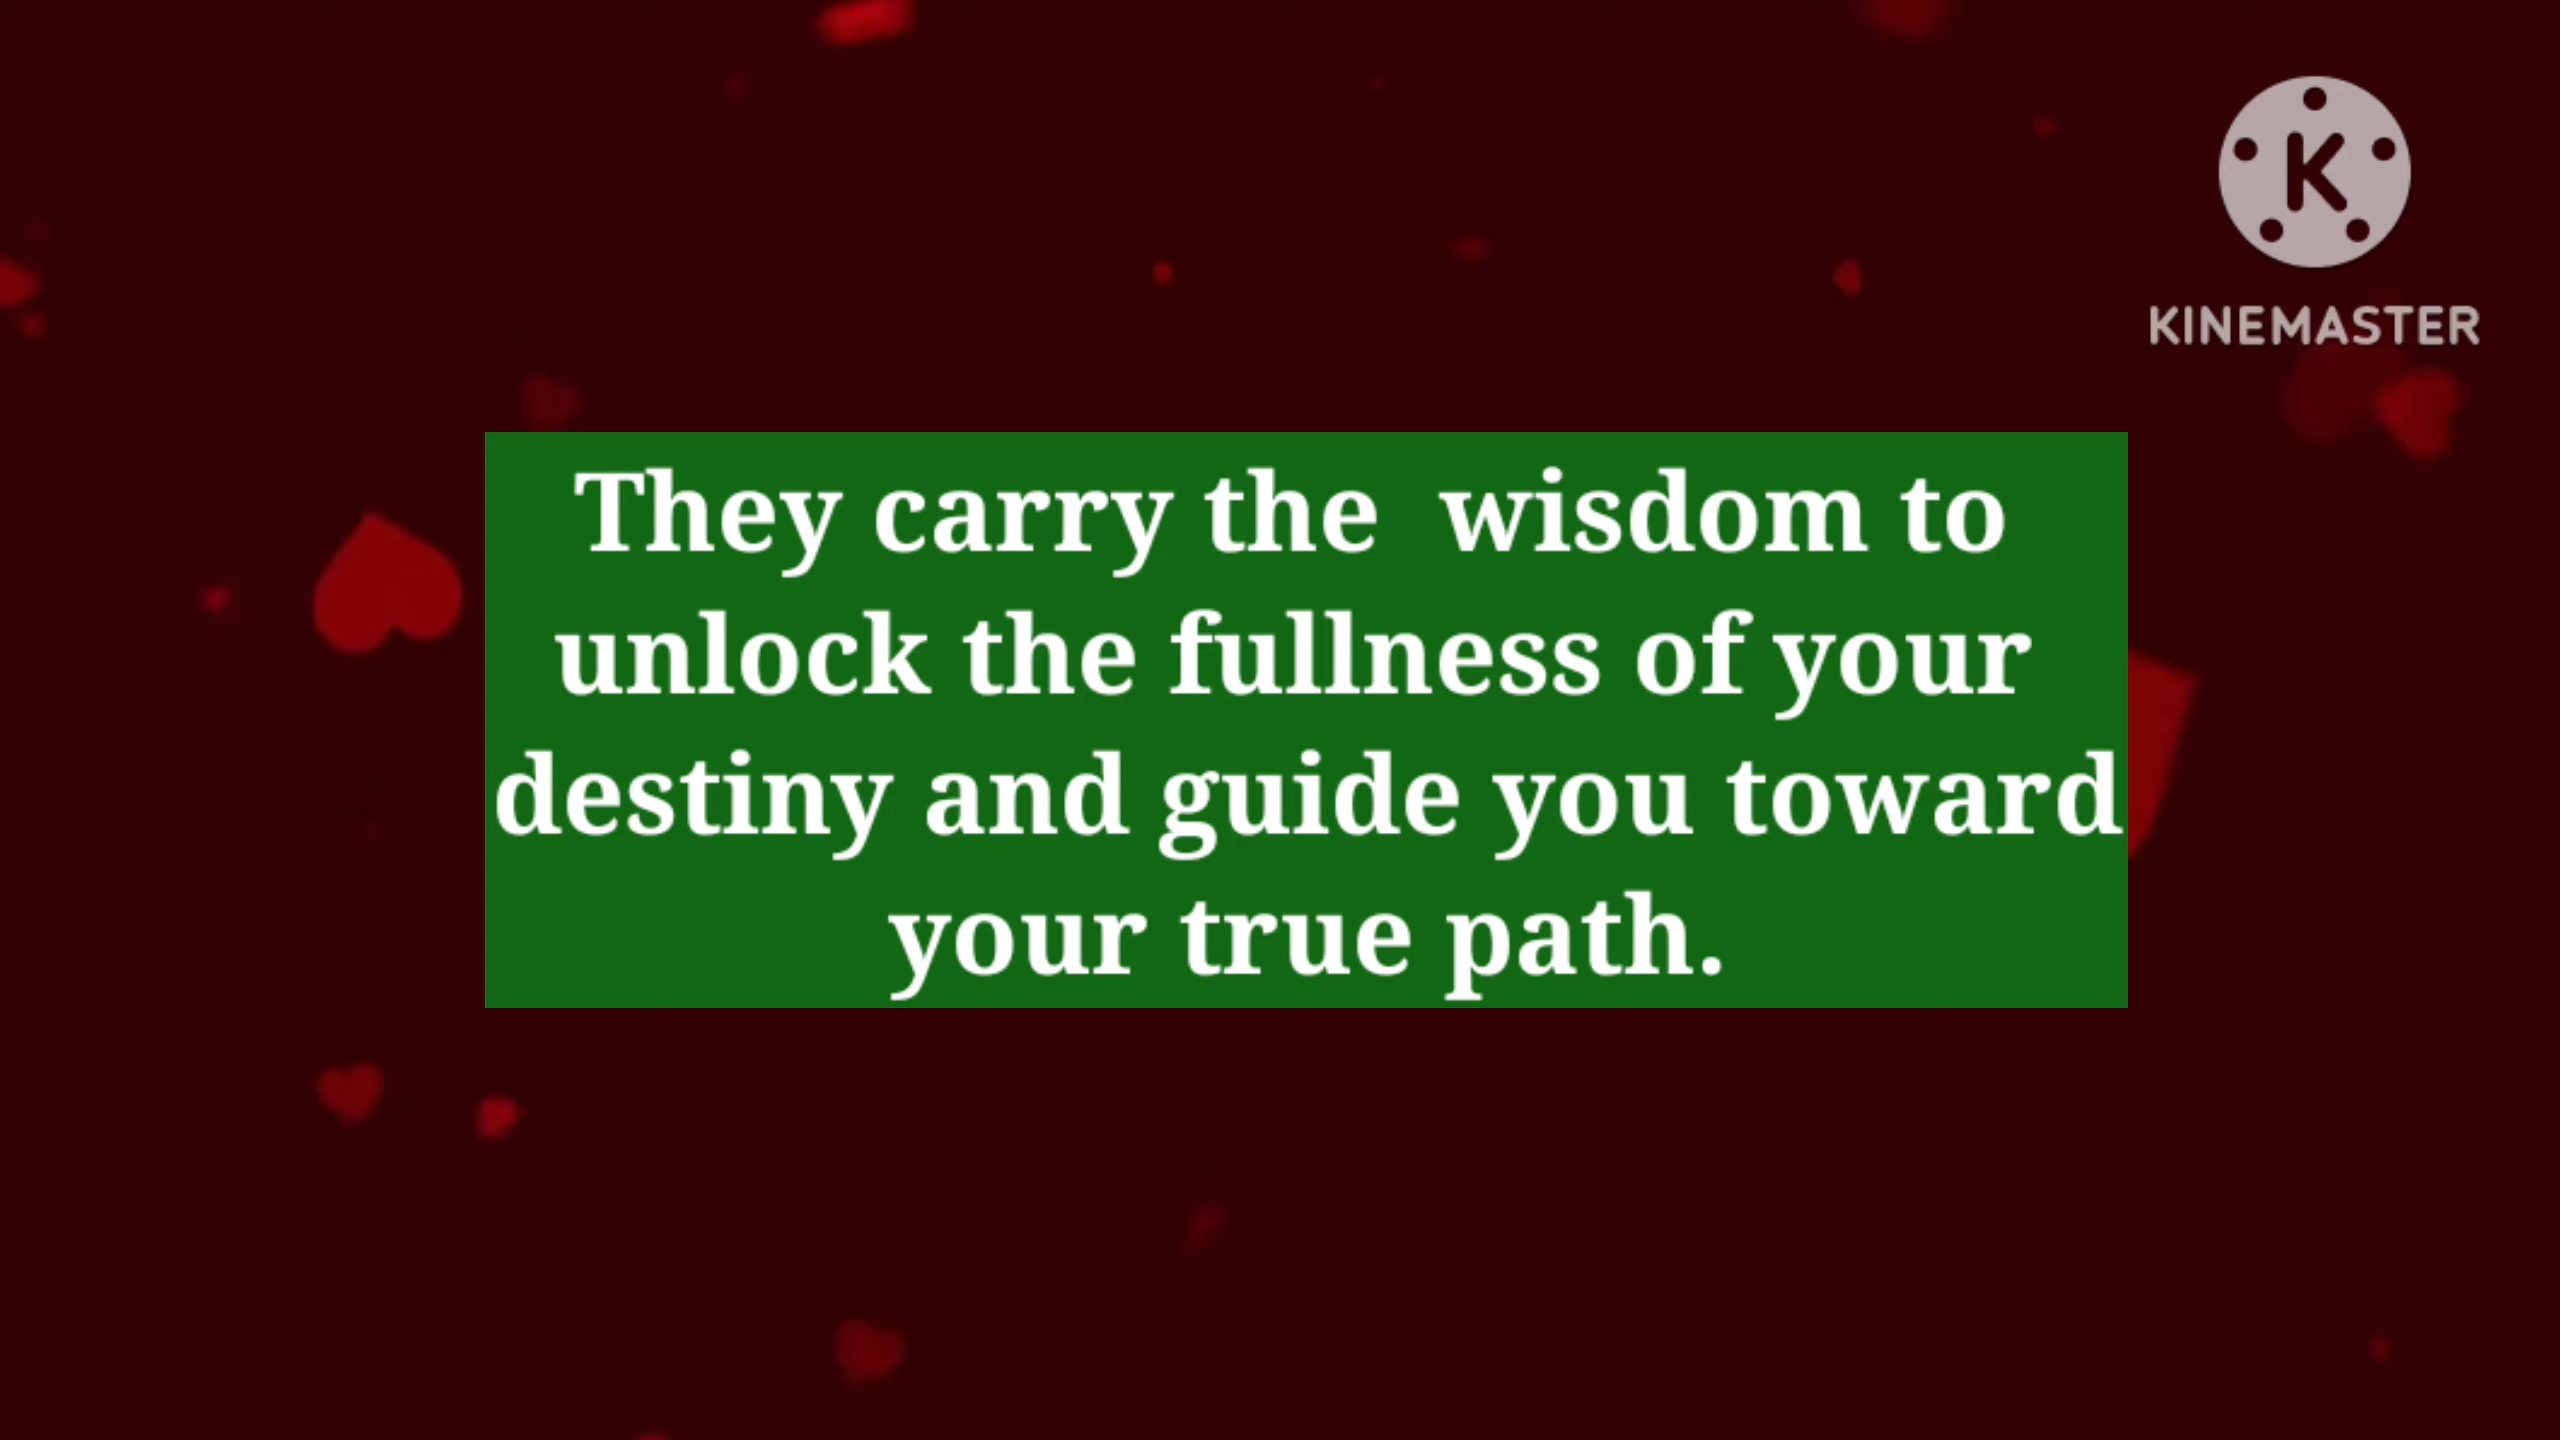 KINEMASTER
They carry the  wisdom to
unlock the fullness of your
destiny and guide you toward
your true path.